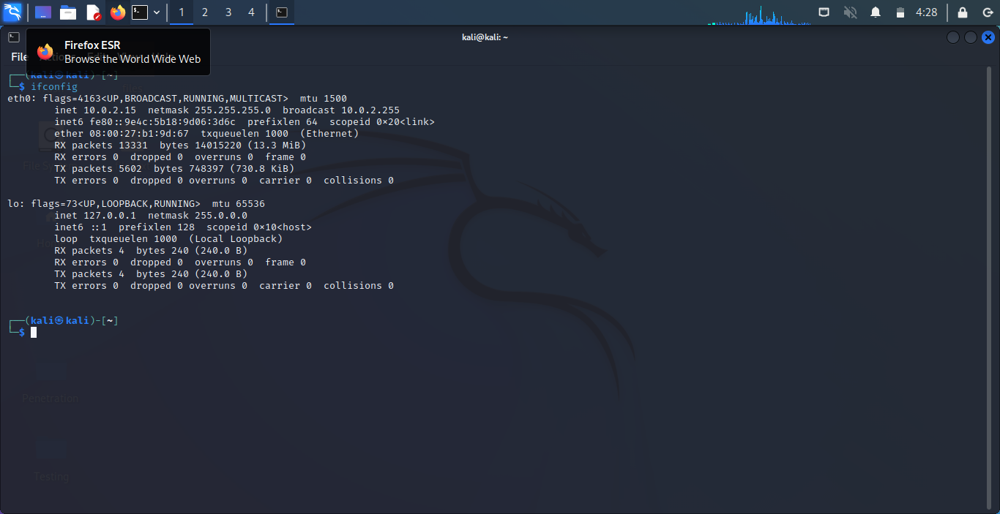 1 2 3 4 4:28
kali@kali: ~
Firefox ESR
Browse the World Wide Web
File Actions
(kali㉿kali)-[~]
$ ifconfig
eth0: flags=4163<UP,BROADCAST,RUNNING,MULTICAST>  mtu 1500
inet 10.0.2.15  netmask 255.255.255.0  broadcast 10.0.2.255
inet6 fe80::9e4c:5b18:9d06:3d6c  prefixlen 64  scopeid 0x20<link>
ether 08:00:27:b1:9d:67  txqueuelen 1000  (Ethernet)
RX packets 13331  bytes 14015220 (13.3 MiB)
RX errors 0  dropped 0  overruns 0  frame 0
TX packets 5602  bytes 748397 (730.8 KiB)
TX errors 0  dropped 0 overruns 0  carrier 0  collisions 0
lo: flags=73<UP,LOOPBACK,RUNNING>  mtu 65536
inet 127.0.0.1  netmask 255.0.0.0
inet6 ::1  prefixlen 128  scopeid 0x10<host>
loop  txqueuelen 1000  (Local Loopback)
RX packets 4  bytes 240 (240.0 B)
RX errors 0  dropped 0  overruns 0  frame 0
TX packets 4  bytes 240 (240.0 B)
TX errors 0  dropped 0 overruns 0  carrier 0  collisions 0
(kali㉿kali)-[~]
$
Penetration
Testing